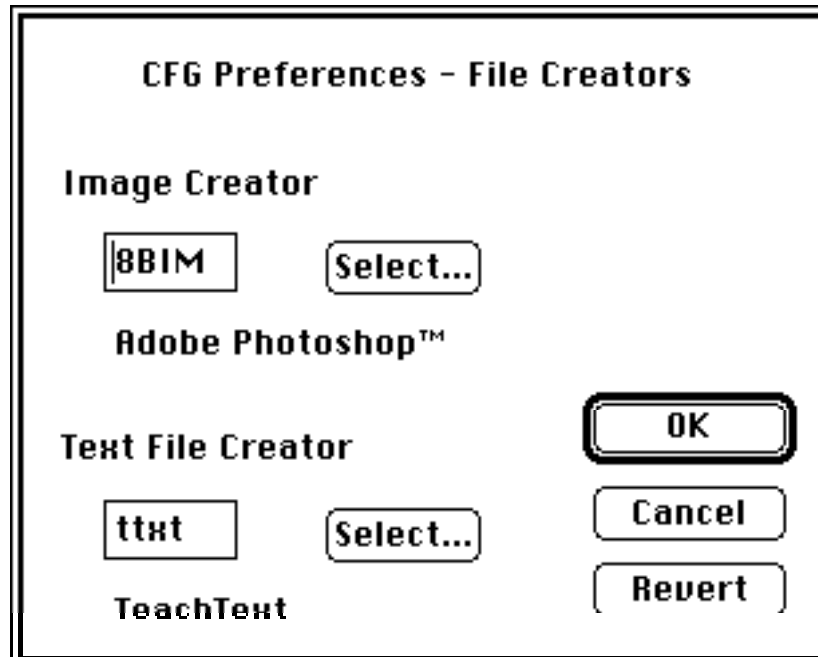 CFG Preferences - File Creators
Image Creator
8BIM
Select...
Adobe Photoshop™
OK
Text File Creator
Cancel
ttxt
Select...
Revert
TeachText